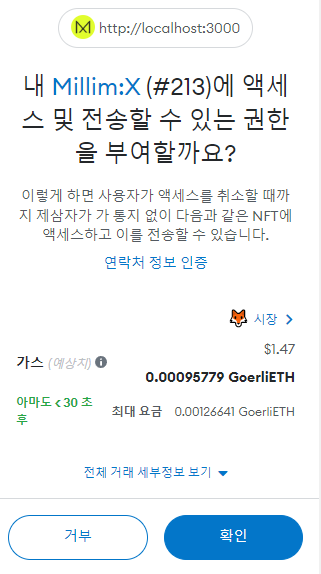 http://localhost:3000
내 Millim:X (#213)에 액세
스 및 전송할 수 있는 권한
을 부여할까요?
이렇게 하면 사용자가 액세스를 취소할 때까
지 제삼자가 가 통지 없이 다음과 같은 NFT에
액세스하고 이를 전송할 수 있습니다.
연락처 정보 인증
시장
$1.47
가스 (예상치)
0.00095779 GoerliETH
아마도 < 30 초
후
최대 요금 0.00126641 GoerliETH
전체 거래 세부정보 보기
거부
확인